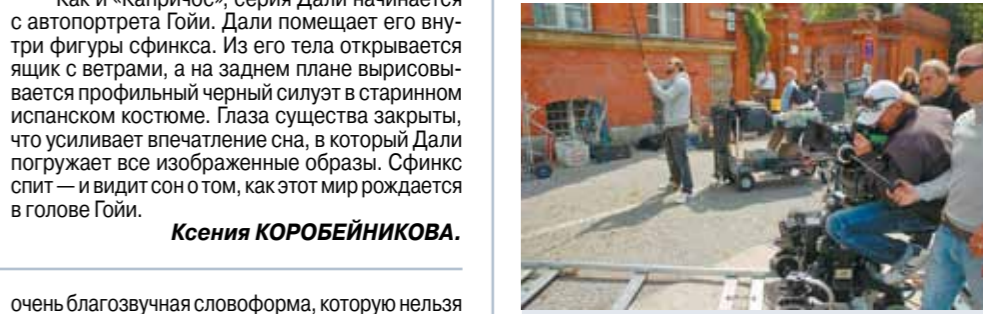 Как и «Капричос», серия Дали начинается
с автопортрета Гойи. Дали помещает его вну-
три фигуры сфинкса. Из его тела открывается
ящик с ветрами, а на заднем плане вырисовы-
вается профильный черный силуэт в старинном
испанском костюме. Глаза существа закрыты,
что усиливает впечатление сна, в который Дали
погружает все изображенные образы. Сфинкс
спит — и видит сон о том, как этот мир рождается
в голове Гойи.
Ксения КОРОБЕЙНИКОВА.
очень благозвучная словоформа, которую нельзя